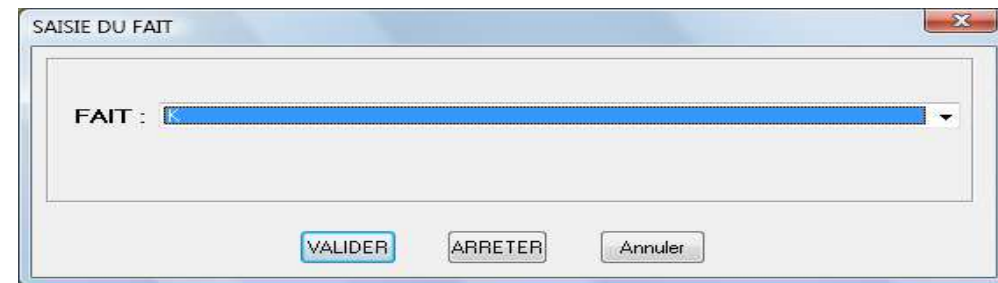 SAISIE DU FAIT
FAIT : K
VALIDER ARRETER Annuler